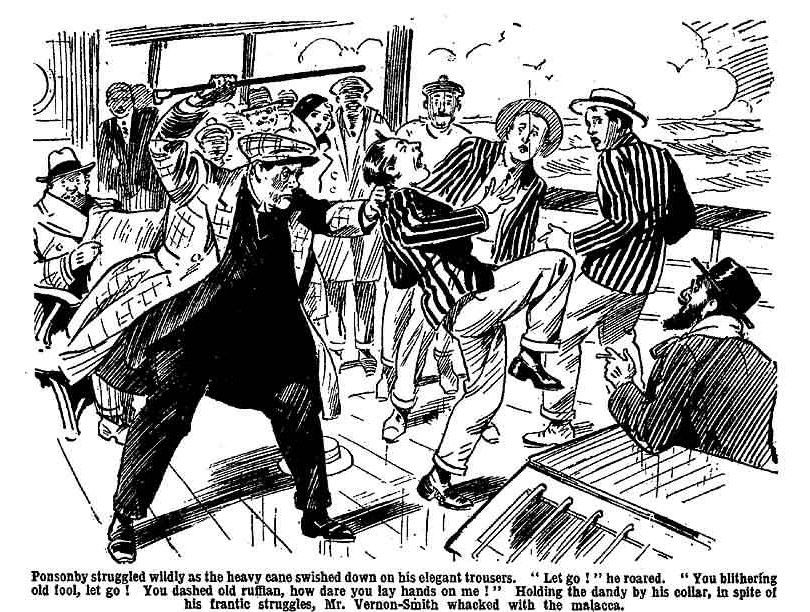 Ponsonby struggled wildly as the heavy cane swished down on his elegant trousers. "Let go!" he roared. "You blithering
old fool, let go! You dashed old ruffian, how dare you lay hands on me!" Holding the dandy by his collar, in spite of
his frantic struggles, Mr. Vernon-Smith whacked with the malacca.